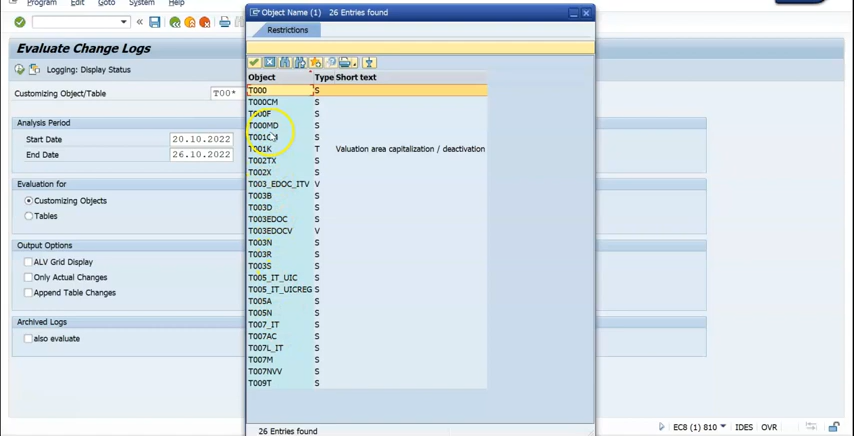 Program Edit Goto System Help
Evaluate Change Logs
Logging: Display Status
Customizing Object/Table T00*
Analysis Period
Start Date 20.10.2022
End Date 26.10.2022
Evaluation for
Customizing Objects
Tables
Output Options
ALV Grid Display
Only Actual Changes
Append Table Changes
Archived Logs
also evaluate
Object Name (1) 26 Entries found
Restrictions
Object Type Short text
T000 S
T000CM S
T000F S
T000MD S
T001CM S
T001K T Valuation area capitalization / deactivation
T002TX S
T002X S
T003_EDOC_ITV V
T003B S
T003D S
T003EDOC S
T003EDOCV V
T003N S
T003R S
T003S S
T005_IT_UIC S
T005_IT_UICREG S
T005A S
T005N S
T007_IT S
T007AC S
T007L_IT S
T007M S
T007NVV S
T009T S
26 Entries found
EC8 (1) 810 IDES OVR